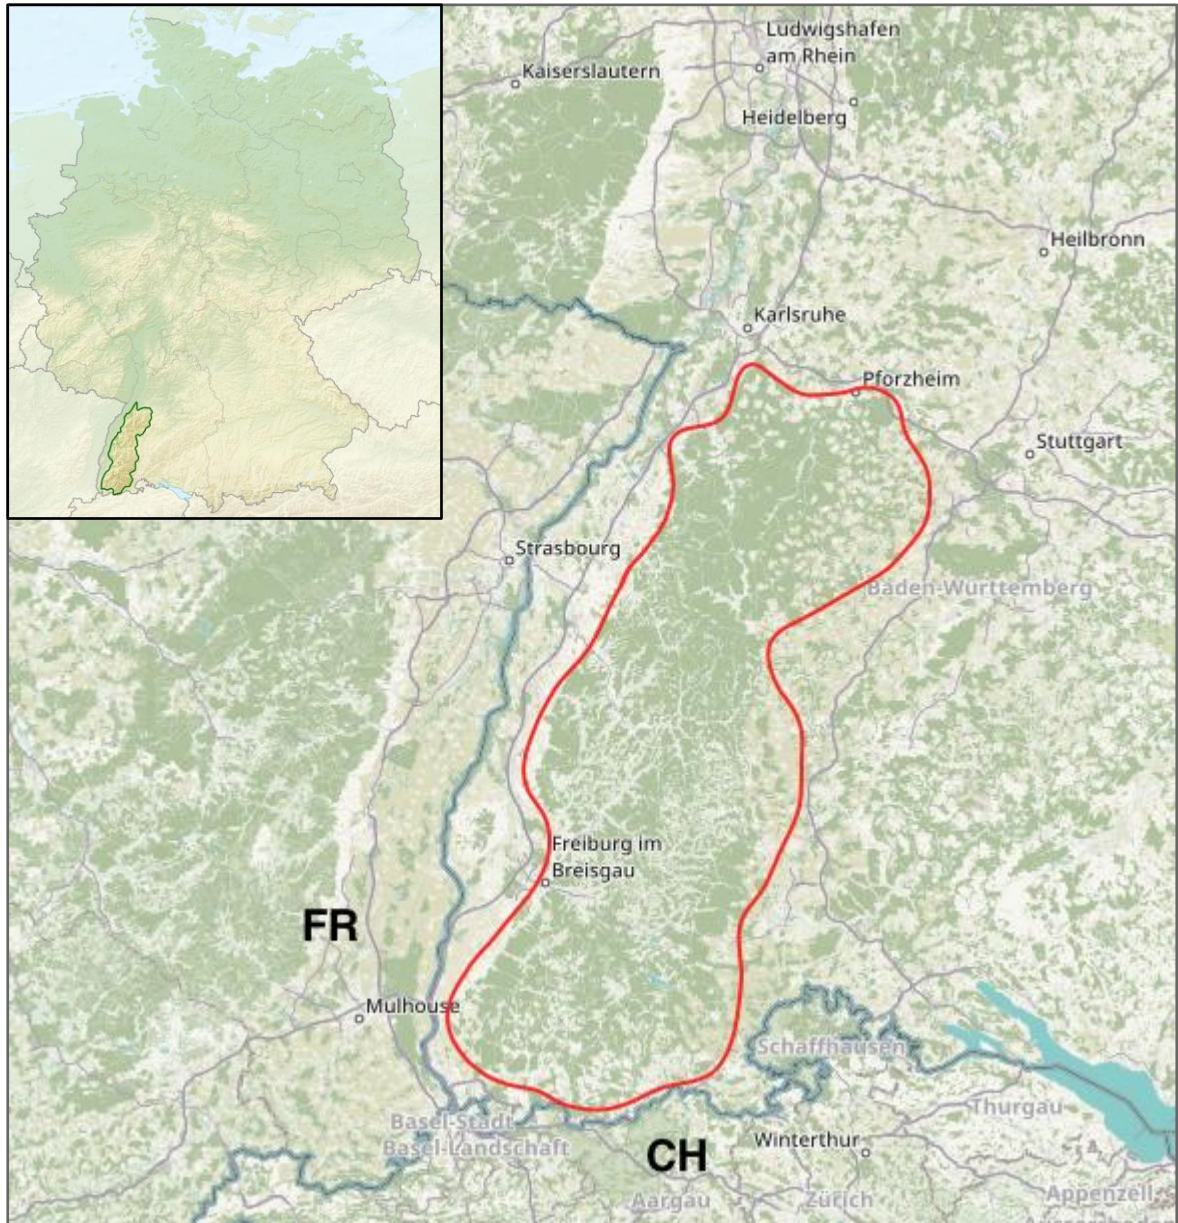 Ludwigshafen
am Rhein
Kaiserslautern
Heidelberg
Heilbronn
Karlsruhe
Pforzheim
Stuttgart
Strasbourg
Baden-Württemberg
Freiburg im
Breisgau
FR
Mulhouse
Schaffhausen
Basel-Stadt
Basel-Landschaft
Thurgau
CH
Winterthur
Aargau
Zürich
Appenzell